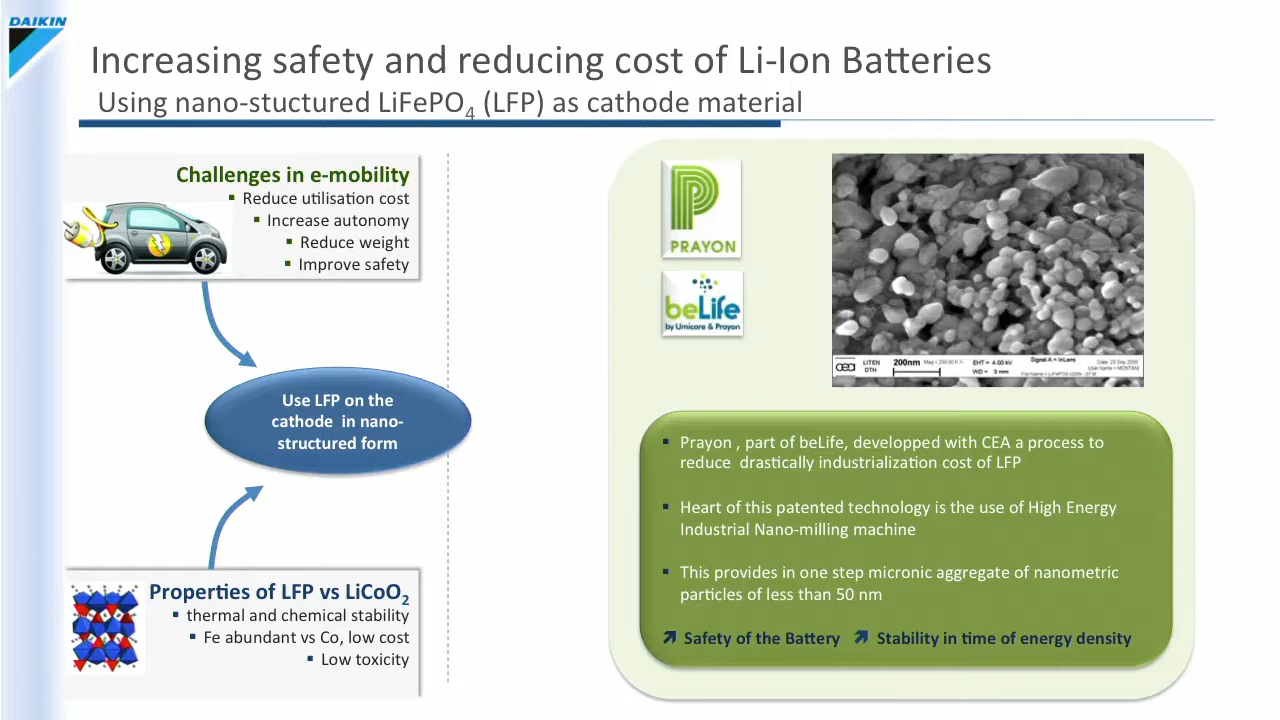 DAIKIN
Increasing safety and reducing cost of Li-Ion Batteries
Using nano-stuctured LiFePO4 (LFP) as cathode material
Challenges in e-mobility
▪ Reduce utilisation cost
▪ Increase autonomy
▪ Reduce weight
▪ Improve safety
Use LFP on the
cathode in nano-
structured form
Properties of LFP vs LiCoO2
▪ thermal and chemical stability
▪ Fe abundant vs Co, low cost
▪ Low toxicity
PRAYON
beLife
by Umicore & Prayon
cea
LITEN
DTH
200nm
EHT = 4.00 kV
WD = 3 mm
Signal A = InLens
▪ Prayon , part of beLife, developped with CEA a process to
reduce drastically industrialization cost of LFP
▪ Heart of this patented technology is the use of High Energy
Industrial Nano-milling machine
▪ This provides in one step micronic aggregate of nanometric
particles of less than 50 nm
↗ Safety of the Battery ↗ Stability in time of energy density